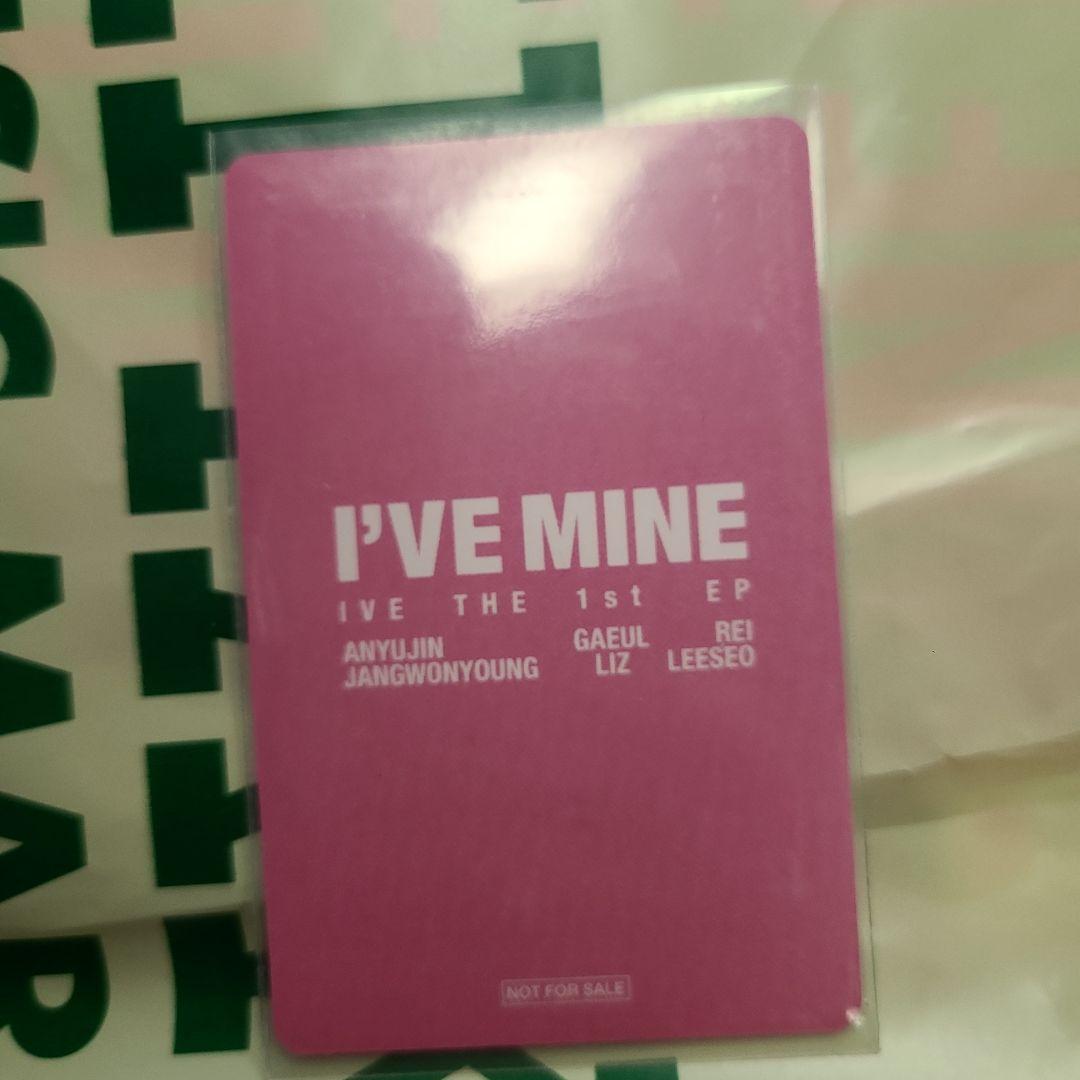 I'VE MINE
IVE THE 1st EP
ANYUJIN GAEUL REI
JANGWONYOUNG LIZ LEESEO
NOT FOR SALE